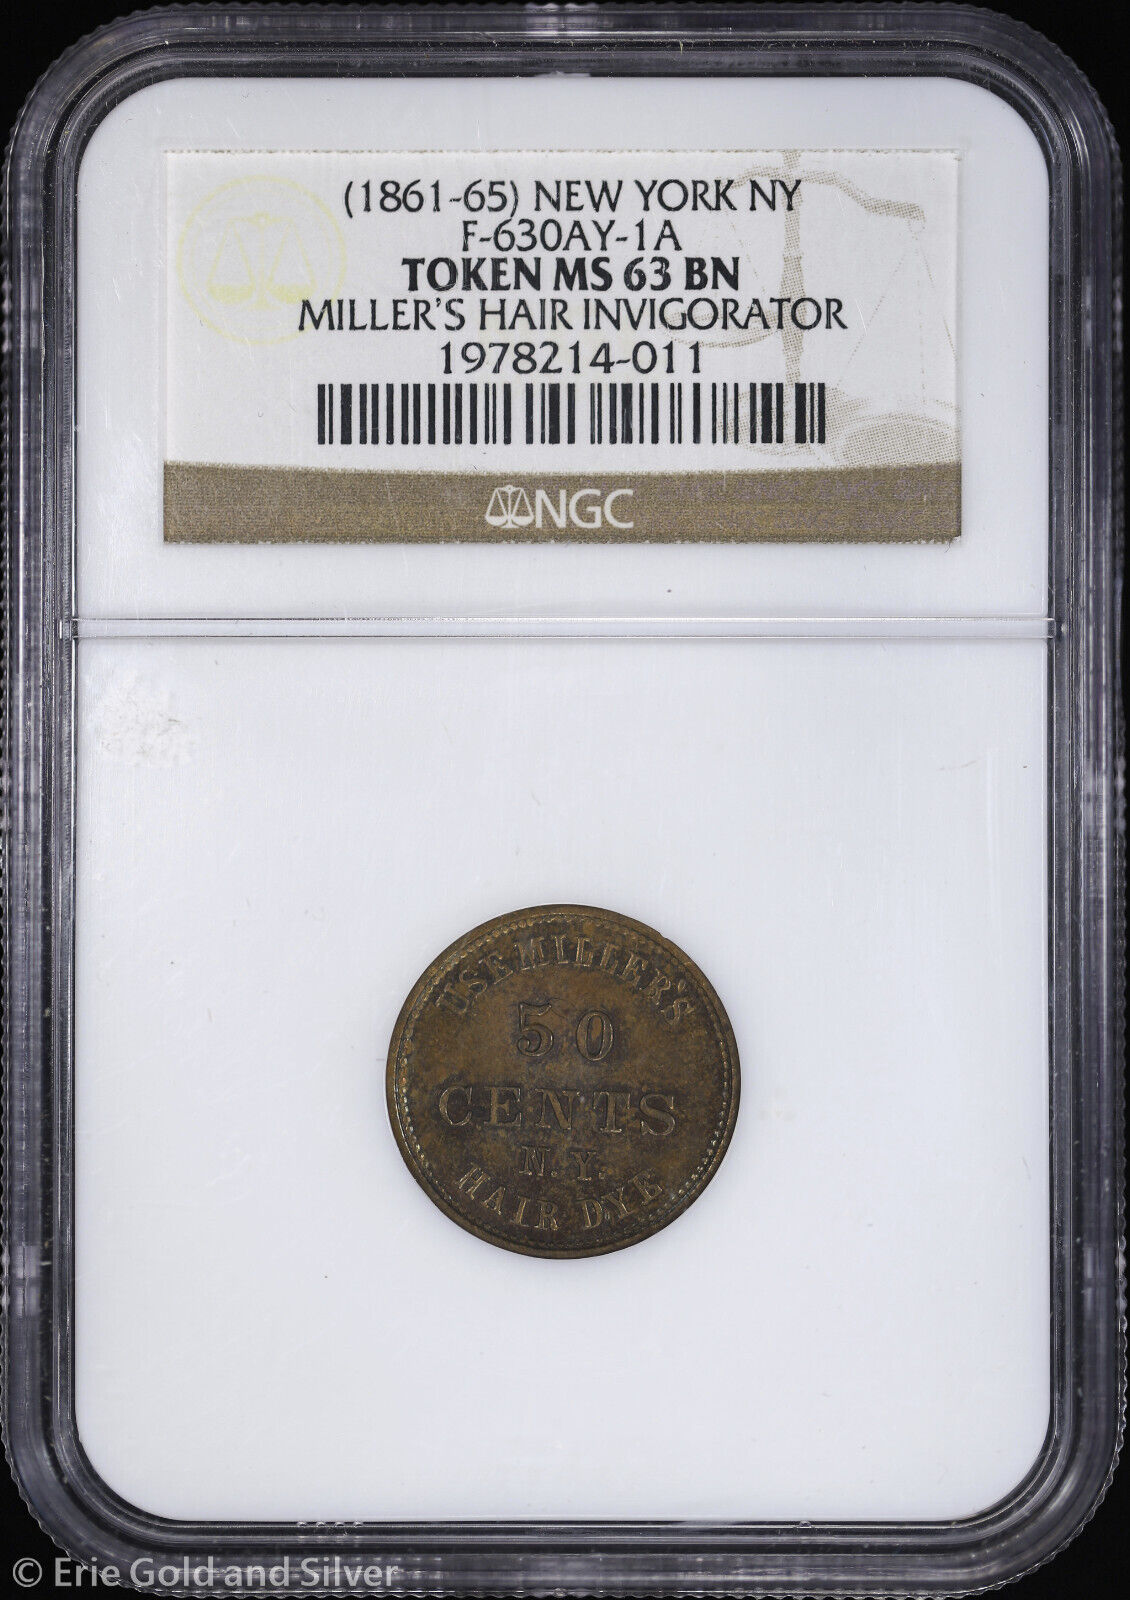 (1861-65) NEW YORK NY
F-630AY-1A
TOKEN MS 63 BN
MILLER'S HAIR INVIGORATOR
1978214-011
NGC
USE MILLER'S
50
CENTS
N.Y.
HAIR DYE
© Erie Gold and Silver